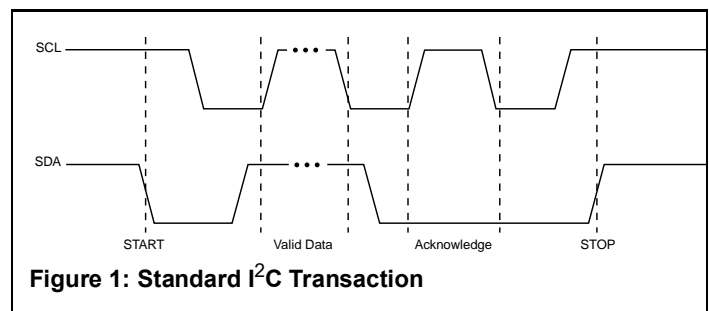 SCL
SDA
START Valid Data Acknowledge STOP
Figure 1: Standard I²C Transaction